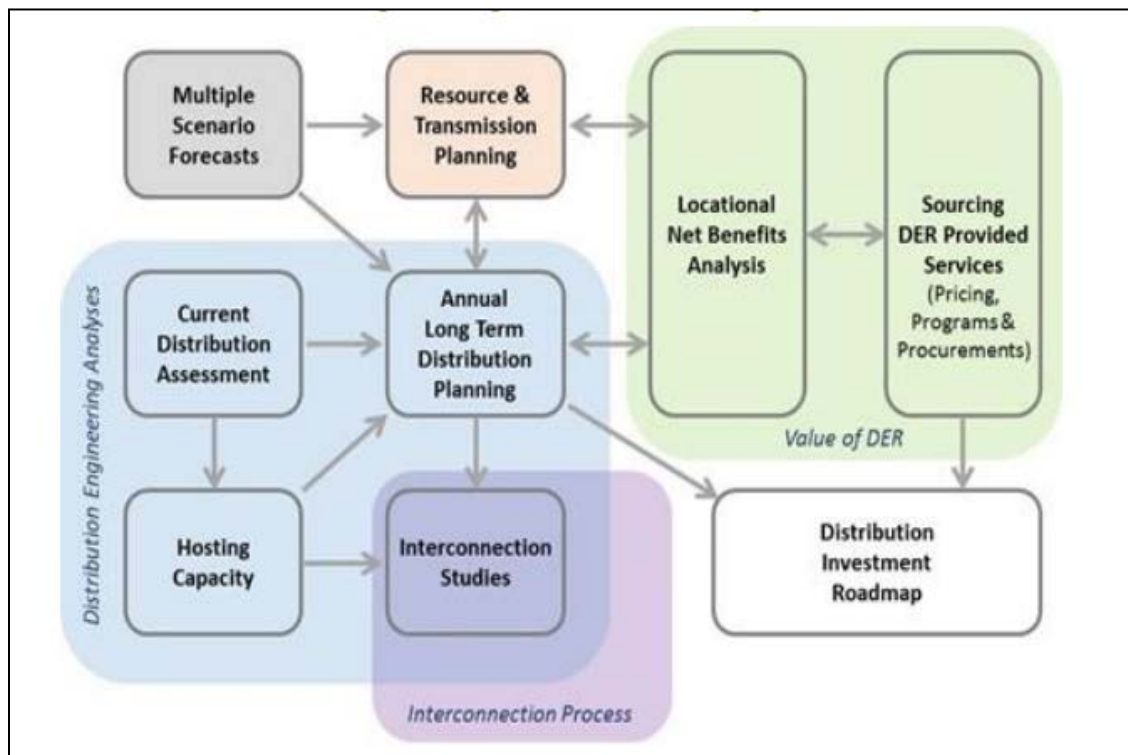 Multiple
Scenario
Forecasts
Resource &
Transmission
Planning
Locational
Net Benefits
Analysis
Sourcing
DER Provided
Services
(Pricing,
Programs &
Procurements)
Value of DER
Distribution Engineering Analyses
Current
Distribution
Assessment
Annual
Long Term
Distribution
Planning
Hosting
Capacity
Interconnection
Studies
Interconnection Process
Distribution
Investment
Roadmap